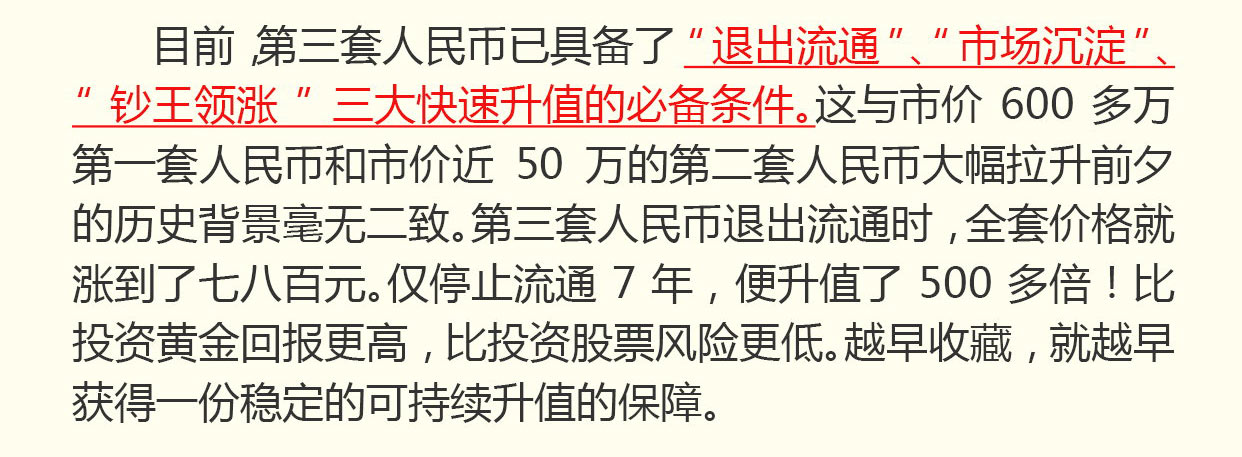 目前,第三套人民币已具备了“退出流通”、“市场沉淀”、
“钞王领涨”三大快速升值的必备条件。这与市价 600 多万
第一套人民币和市价近 50 万的第二套人民币大幅拉升前夕
的历史背景毫无二致。第三套人民币退出流通时,全套价格就
涨到了七八百元。仅停止流通 7 年,便升值了 500 多倍!比
投资黄金回报更高,比投资股票风险更低。越早收藏,就越早
获得一份稳定的可持续升值的保障。